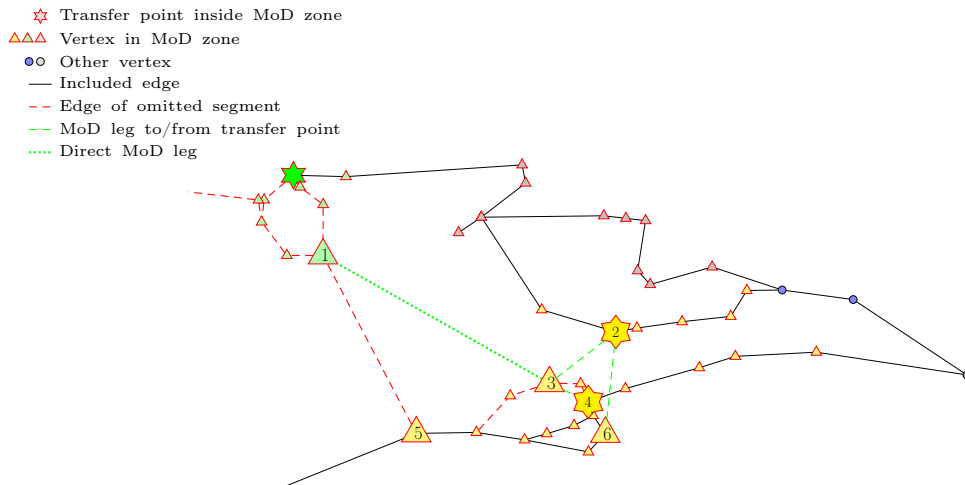 Transfer point inside MoD zone
Vertex in MoD zone
Other vertex
Included edge
Edge of omitted segment
MoD leg to/from transfer point
Direct MoD leg
1
2
3
4
5
6